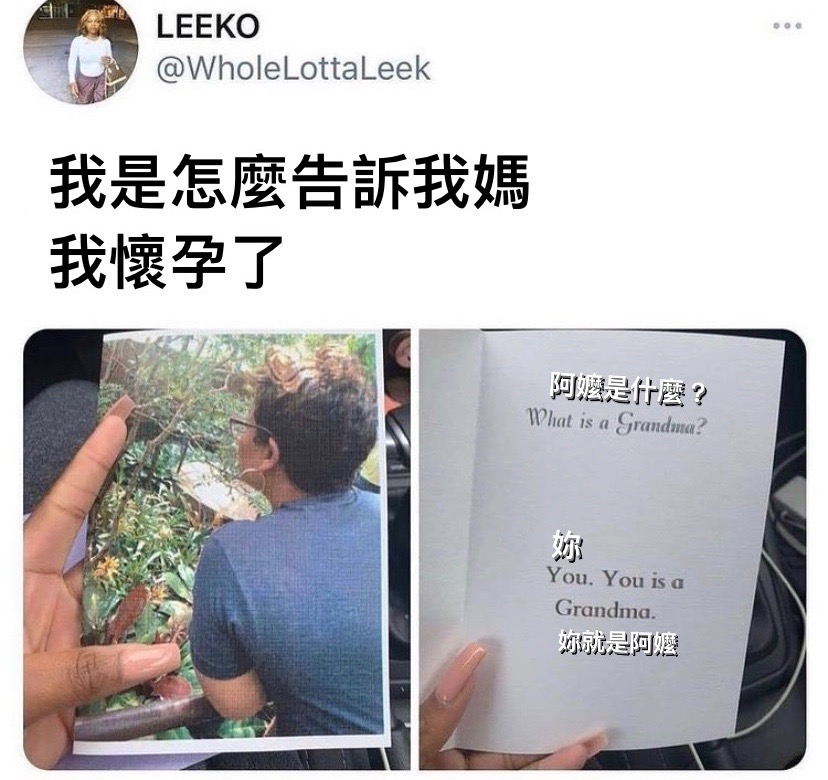 LEEKO
@WholeLottaLeek
我是怎麼告訴我媽
我懷孕了
阿嬤是什麼？
What is a Grandma?
妳
You. You is a
Grandma.
妳就是阿嬤